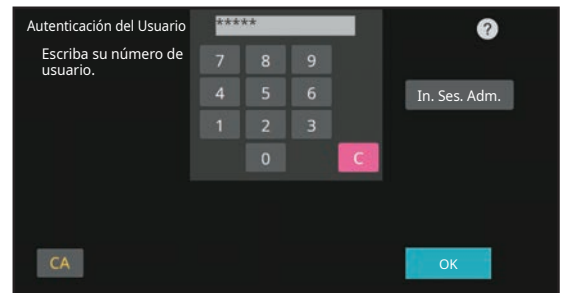 Autenticación del Usuario
*****
?
Escriba su número de
usuario.
7 8 9
4 5 6
In. Ses. Adm.
1 2 3
0 C
CA
OK